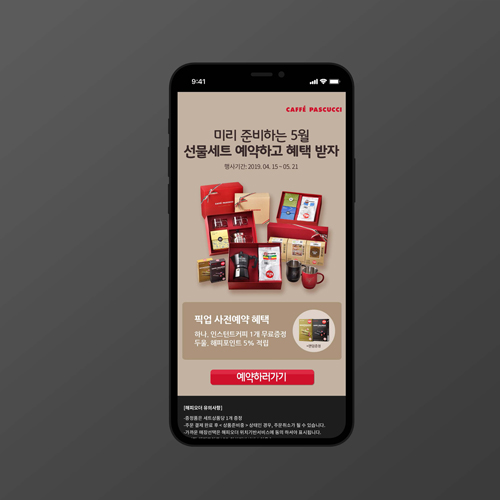 9:41
CAFFÉ PASCUCCI
미리 준비하는 5월
선물세트 예약하고 혜택 받자
행사기간: 2019. 04. 15 ~ 05. 21
픽업 사전예약 혜택
하나, 인스턴트커피 1개 무료증정
두울, 해피포인트 5% 적립
예약하러가기
[해피오더 유의사항]
-증정품은 세트상품당 1개 증정
-주문 결제 완료 후 < 상품준비중 > 상태인 경우, 주문취소가 될 수 있습니다.
-가까운 매장선택은 해피오더 위치기반서비스에 동의 하셔야 표시됩니다.